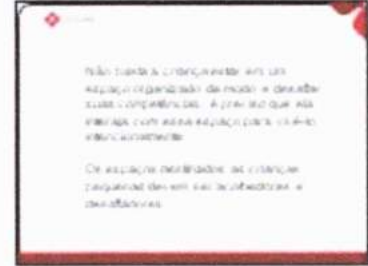 Não basta a criança estar em um
espaço organizado de modo a desafiar
suas competências. É preciso que ela
interaja com esse espaço para vivê-lo
intencionalmente.
Os espaços destinados às crianças
pequenas devem ser acolhedores e
desafiadores.